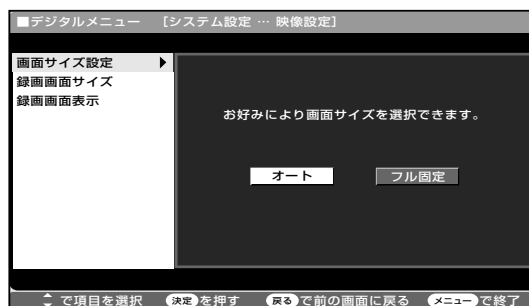 ■デジタルメニュー [システム設定 … 映像設定]
画面サイズ設定
録画画面サイズ
録画画面表示
お好みにより画面サイズを選択できます。
オート フル固定
で項目を選択 決定を押す 戻るで前の画面に戻る メニューで終了